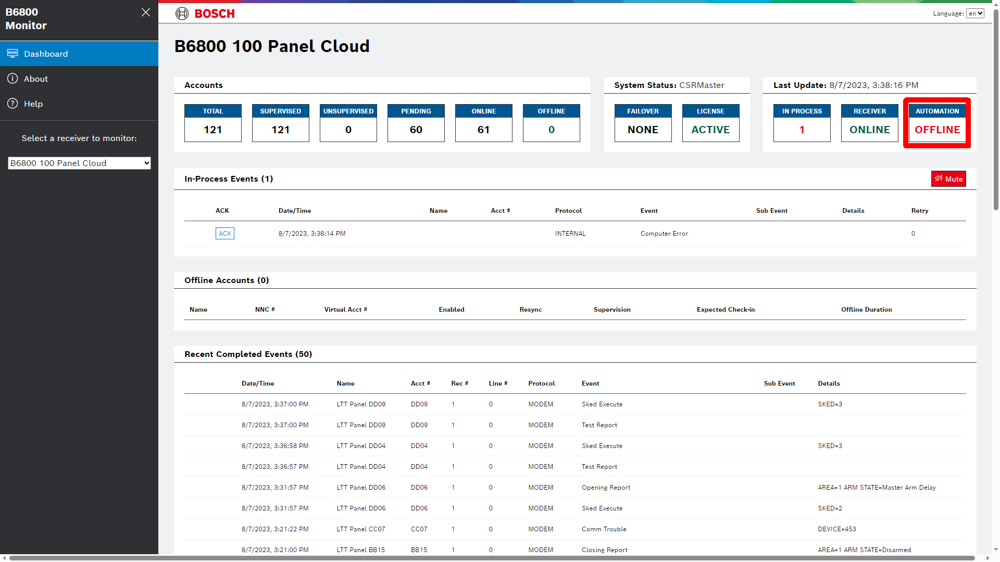 B6800
Monitor
Dashboard
About
Help
Select a receiver to monitor:
B6800 100 Panel Cloud
BOSCH
Language: en
B6800 100 Panel Cloud
Accounts
TOTAL SUPERVISED UNSUPERVISED PENDING ONLINE OFFLINE
121 121 0 60 61 0
System Status: CSRMaster
FAILOVER LICENSE
NONE ACTIVE
Last Update: 8/7/2023, 3:38:16 PM
IN PROCESS RECEIVER AUTOMATION
1 ONLINE OFFLINE
In-Process Events (1)
Mute
ACK Date/Time Name Acct # Protocol Event Sub Event Details Retry
ACK 8/7/2023, 3:38:14 PM INTERNAL Computer Error 0
Offline Accounts (0)
Name NNC # Virtual Acct # Enabled Resync Supervision Expected Check-in Offline Duration
Recent Completed Events (50)
Date/Time Name Acct # Rec # Line # Protocol Event Sub Event Details
8/7/2023, 3:37:00 PM LTT Panel DD09 DD09 1 0 MODEM Sked Execute SKED=3
8/7/2023, 3:37:00 PM LTT Panel DD09 DD09 1 0 MODEM Test Report
8/7/2023, 3:36:58 PM LTT Panel DD04 DD04 1 0 MODEM Sked Execute SKED=3
8/7/2023, 3:36:57 PM LTT Panel DD04 DD04 1 0 MODEM Test Report
8/7/2023, 3:31:57 PM LTT Panel DD06 DD06 1 0 MODEM Opening Report AREA=1 ARM STATE=Master Arm Delay
8/7/2023, 3:31:57 PM LTT Panel DD06 DD06 1 0 MODEM Sked Execute SKED=2
8/7/2023, 3:21:22 PM LTT Panel CC07 CC07 1 0 MODEM Comm Trouble DEVICE=453
8/7/2023, 3:21:00 PM LTT Panel BB15 BB15 1 0 MODEM Closing Report AREA=1 ARM STATE=Disarmed